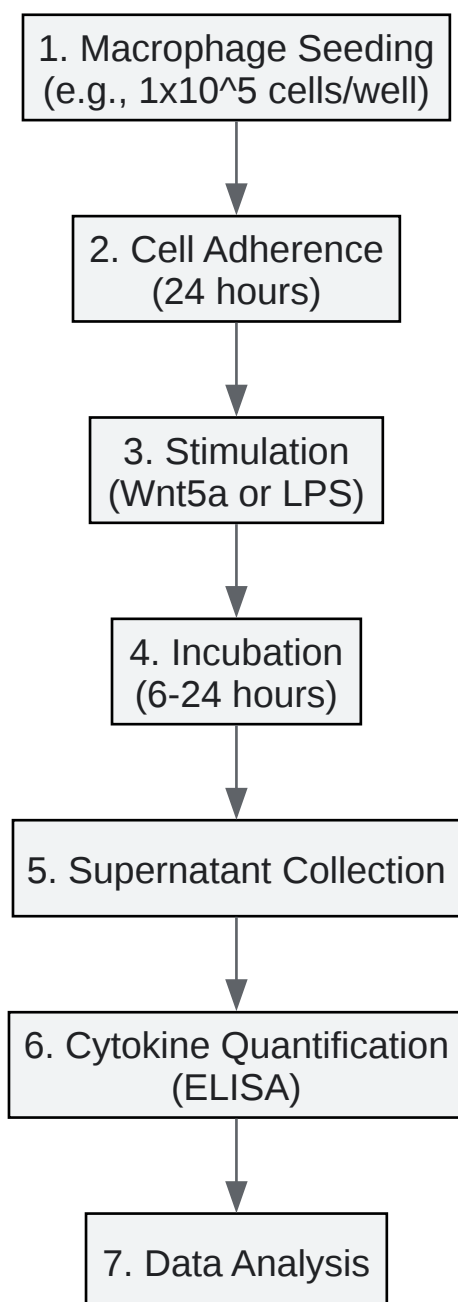 1. Macrophage Seeding
(e.g., 1x10^5 cells/well)
2. Cell Adherence
(24 hours)
3. Stimulation
(Wnt5a or LPS)
4. Incubation
(6-24 hours)
5. Supernatant Collection
6. Cytokine Quantification
(ELISA)
7. Data Analysis